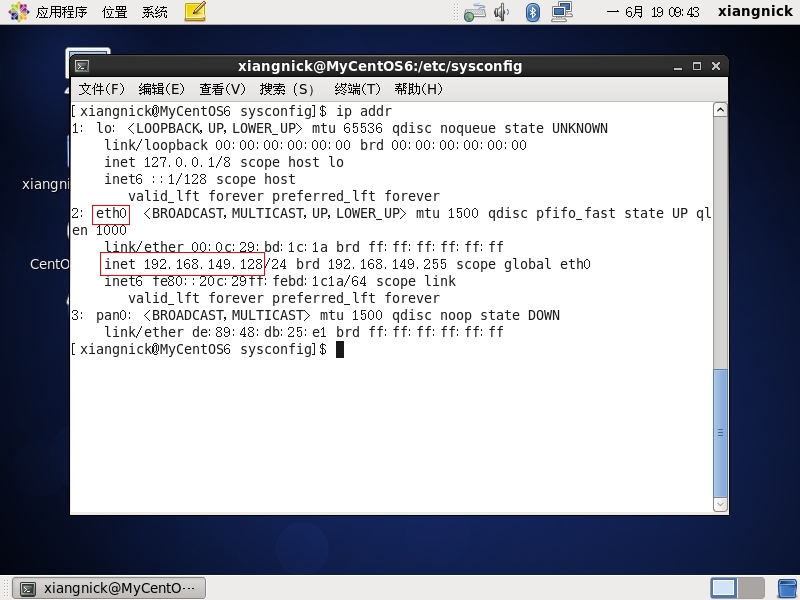 应用程序 位置 系统 一 6月 19 09:43 xiangnick
xiangnick@MyCentOS6:/etc/sysconfig
文件(F) 编辑(E) 查看(V) 搜索 (S) 终端(T) 帮助(H)
[xiangnick@MyCentOS6 sysconfig]$ ip addr
1: lo: <LOOPBACK,UP,LOWER_UP> mtu 65536 qdisc noqueue state UNKNOWN
link/loopback 00:00:00:00:00:00 brd 00:00:00:00:00:00
inet 127.0.0.1/8 scope host lo
inet6 ::1/128 scope host
valid_lft forever preferred_lft forever
2: eth0: <BROADCAST,MULTICAST,UP,LOWER_UP> mtu 1500 qdisc pfifo_fast state UP ql
en 1000
link/ether 00:0c:29:bd:1c:1a brd ff:ff:ff:ff:ff:ff
inet 192.168.149.128/24 brd 192.168.149.255 scope global eth0
inet6 fe80::20c:29ff:febd:1c1a/64 scope link
valid_lft forever preferred_lft forever
3: pan0: <BROADCAST,MULTICAST> mtu 1500 qdisc noop state DOWN
link/ether de:89:48:db:25:e1 brd ff:ff:ff:ff:ff:ff
[xiangnick@MyCentOS6 sysconfig]$
xiangni
CentO
xiangnick@MyCentO···